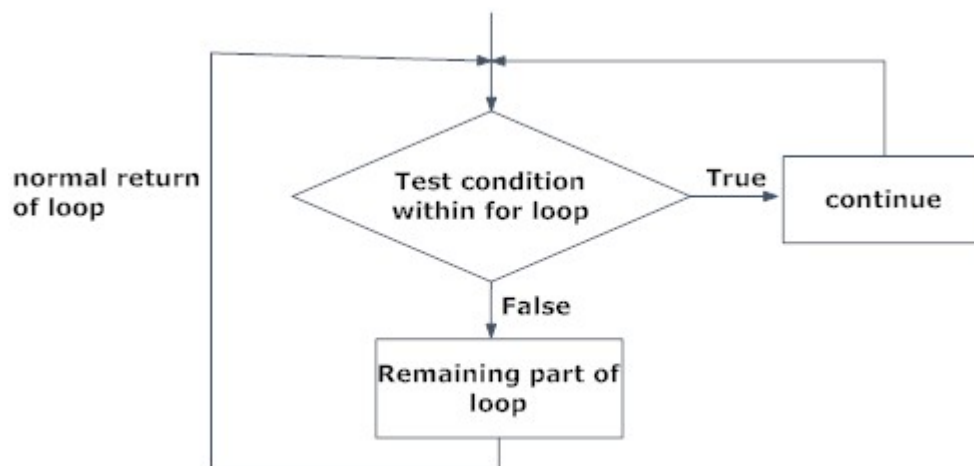 normal return
of loop
Test condition
within for loop
True
continue
False
Remaining part of
loop